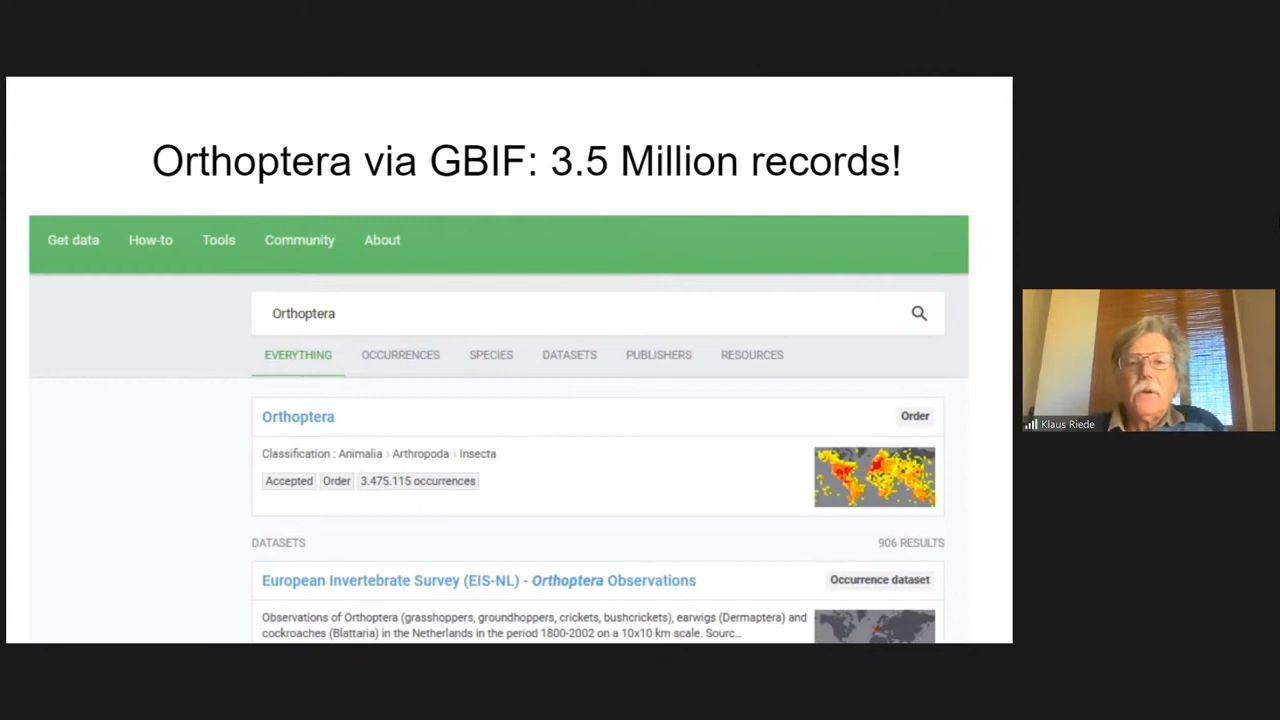 Orthoptera via GBIF: 3.5 Million records!
Get data How-to Tools Community About
Orthoptera
EVERYTHING OCCURRENCES SPECIES DATASETS PUBLISHERS RESOURCES
Orthoptera Order
Classification : Animalia › Arthropoda › Insecta
Accepted Order 3.475.115 occurrences
DATASETS 906 RESULTS
European Invertebrate Survey (EIS-NL) - Orthoptera Observations Occurrence dataset
Observations of Orthoptera (grasshoppers, groundhoppers, crickets, bushcrickets), earwigs (Dermaptera) and
cockroaches (Blattaria) in the Netherlands in the period 1800-2002 on a 10x10 km scale. Sourc...
Klaus Riede